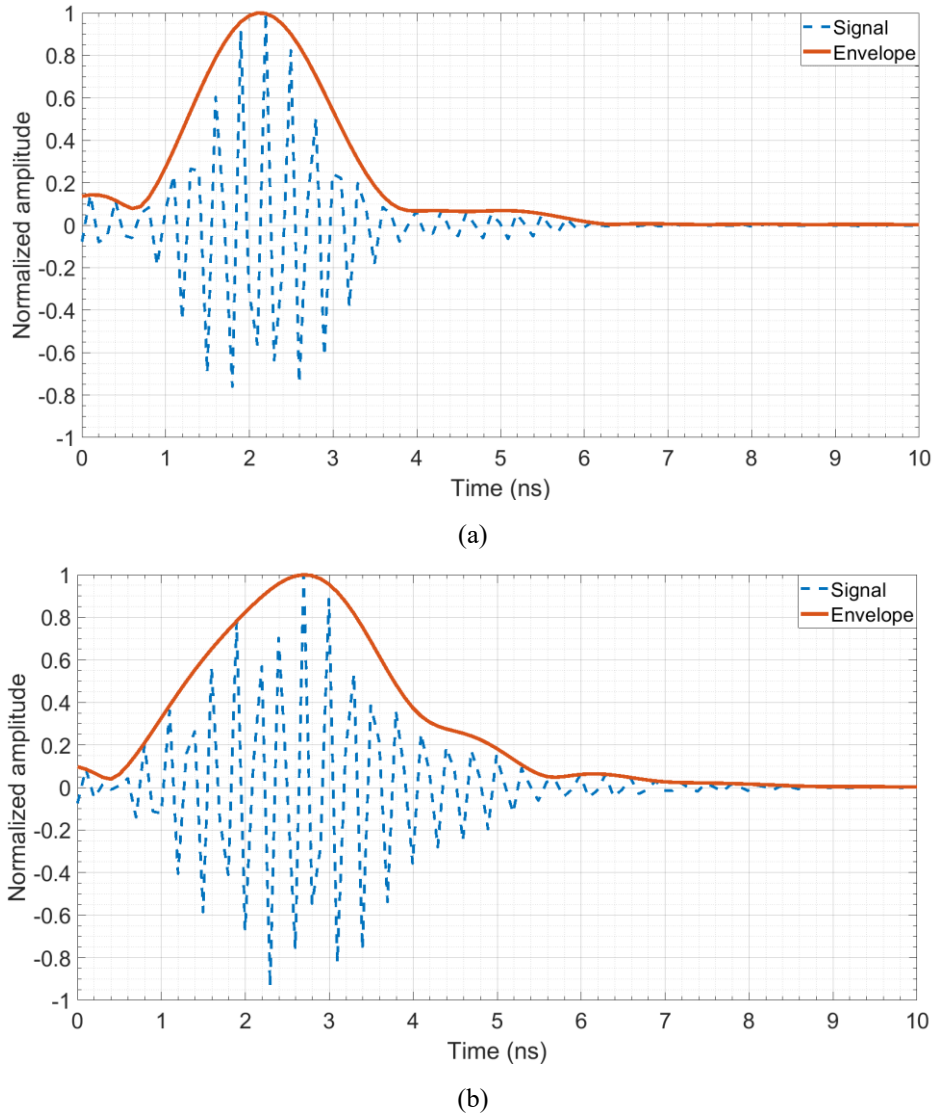 1
0.8
0.6
0.4
0.2
0
-0.2
-0.4
-0.6
-0.8
-1
Normalized amplitude
Signal
Envelope
0 1 2 3 4 5 6 7 8 9 10
Time (ns)
(a)
1
0.8
0.6
0.4
0.2
0
-0.2
-0.4
-0.6
-0.8
-1
Normalized amplitude
Signal
Envelope
0 1 2 3 4 5 6 7 8 9 10
Time (ns)
(b)